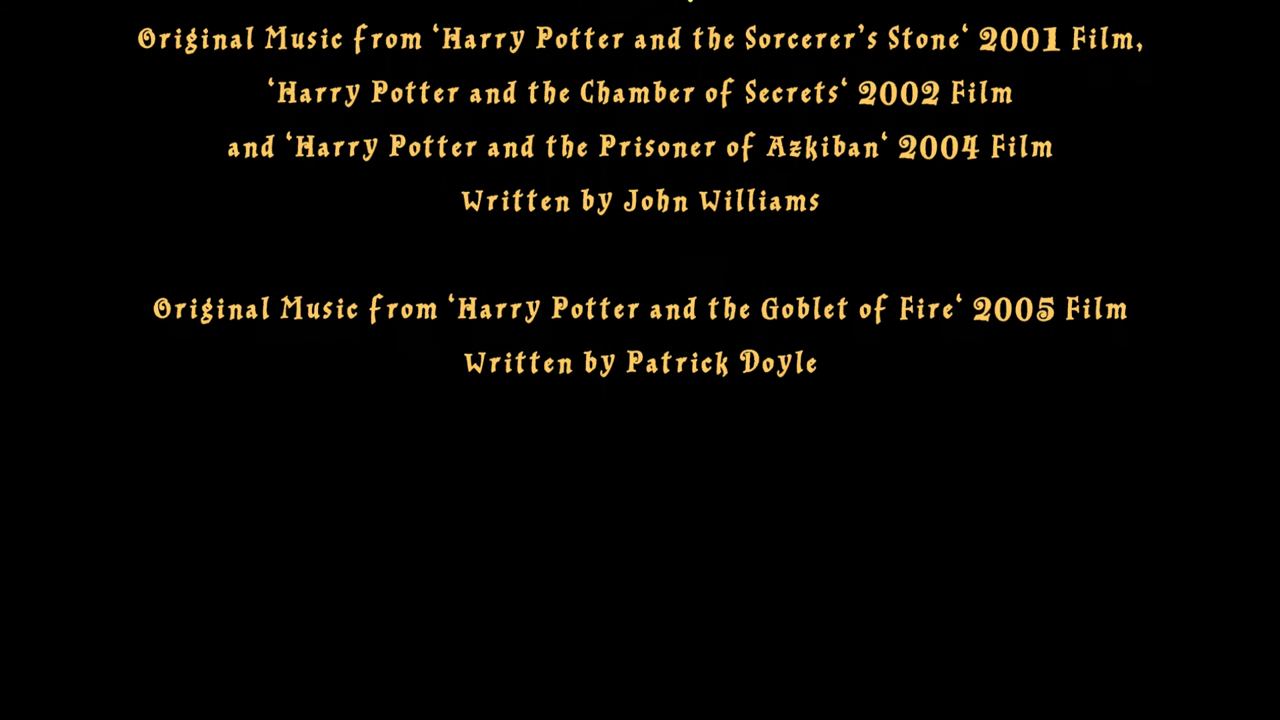 Original Music from ‘Harry Potter and the Sorcerer’s Stone‘ 2001 Film,
‘Harry Potter and the Chamber of Secrets‘ 2002 Film
and ‘Harry Potter and the Prisoner of Azkiban‘ 2004 Film
Written by John Williams
Original Music from ‘Harry Potter and the Goblet of Fire‘ 2005 Film
Written by Patrick Doyle